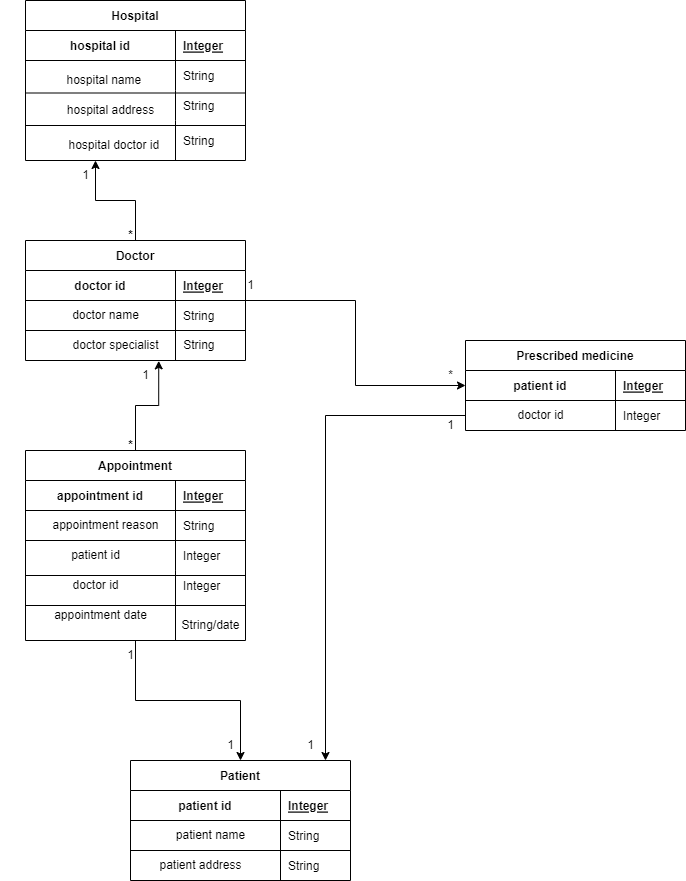 Hospital
hospital id Integer
hospital name String
hospital address String
hospital doctor id String
1
*
Doctor
doctor id Integer 1
doctor name String
doctor specialist String
Prescribed medicine
* patient id Integer
doctor id Integer
1
1
*
Appointment
appointment id Integer
appointment reason String
patient id Integer
doctor id Integer
appointment date String/date
1
1 1
Patient
patient id Integer
patient name String
patient address String